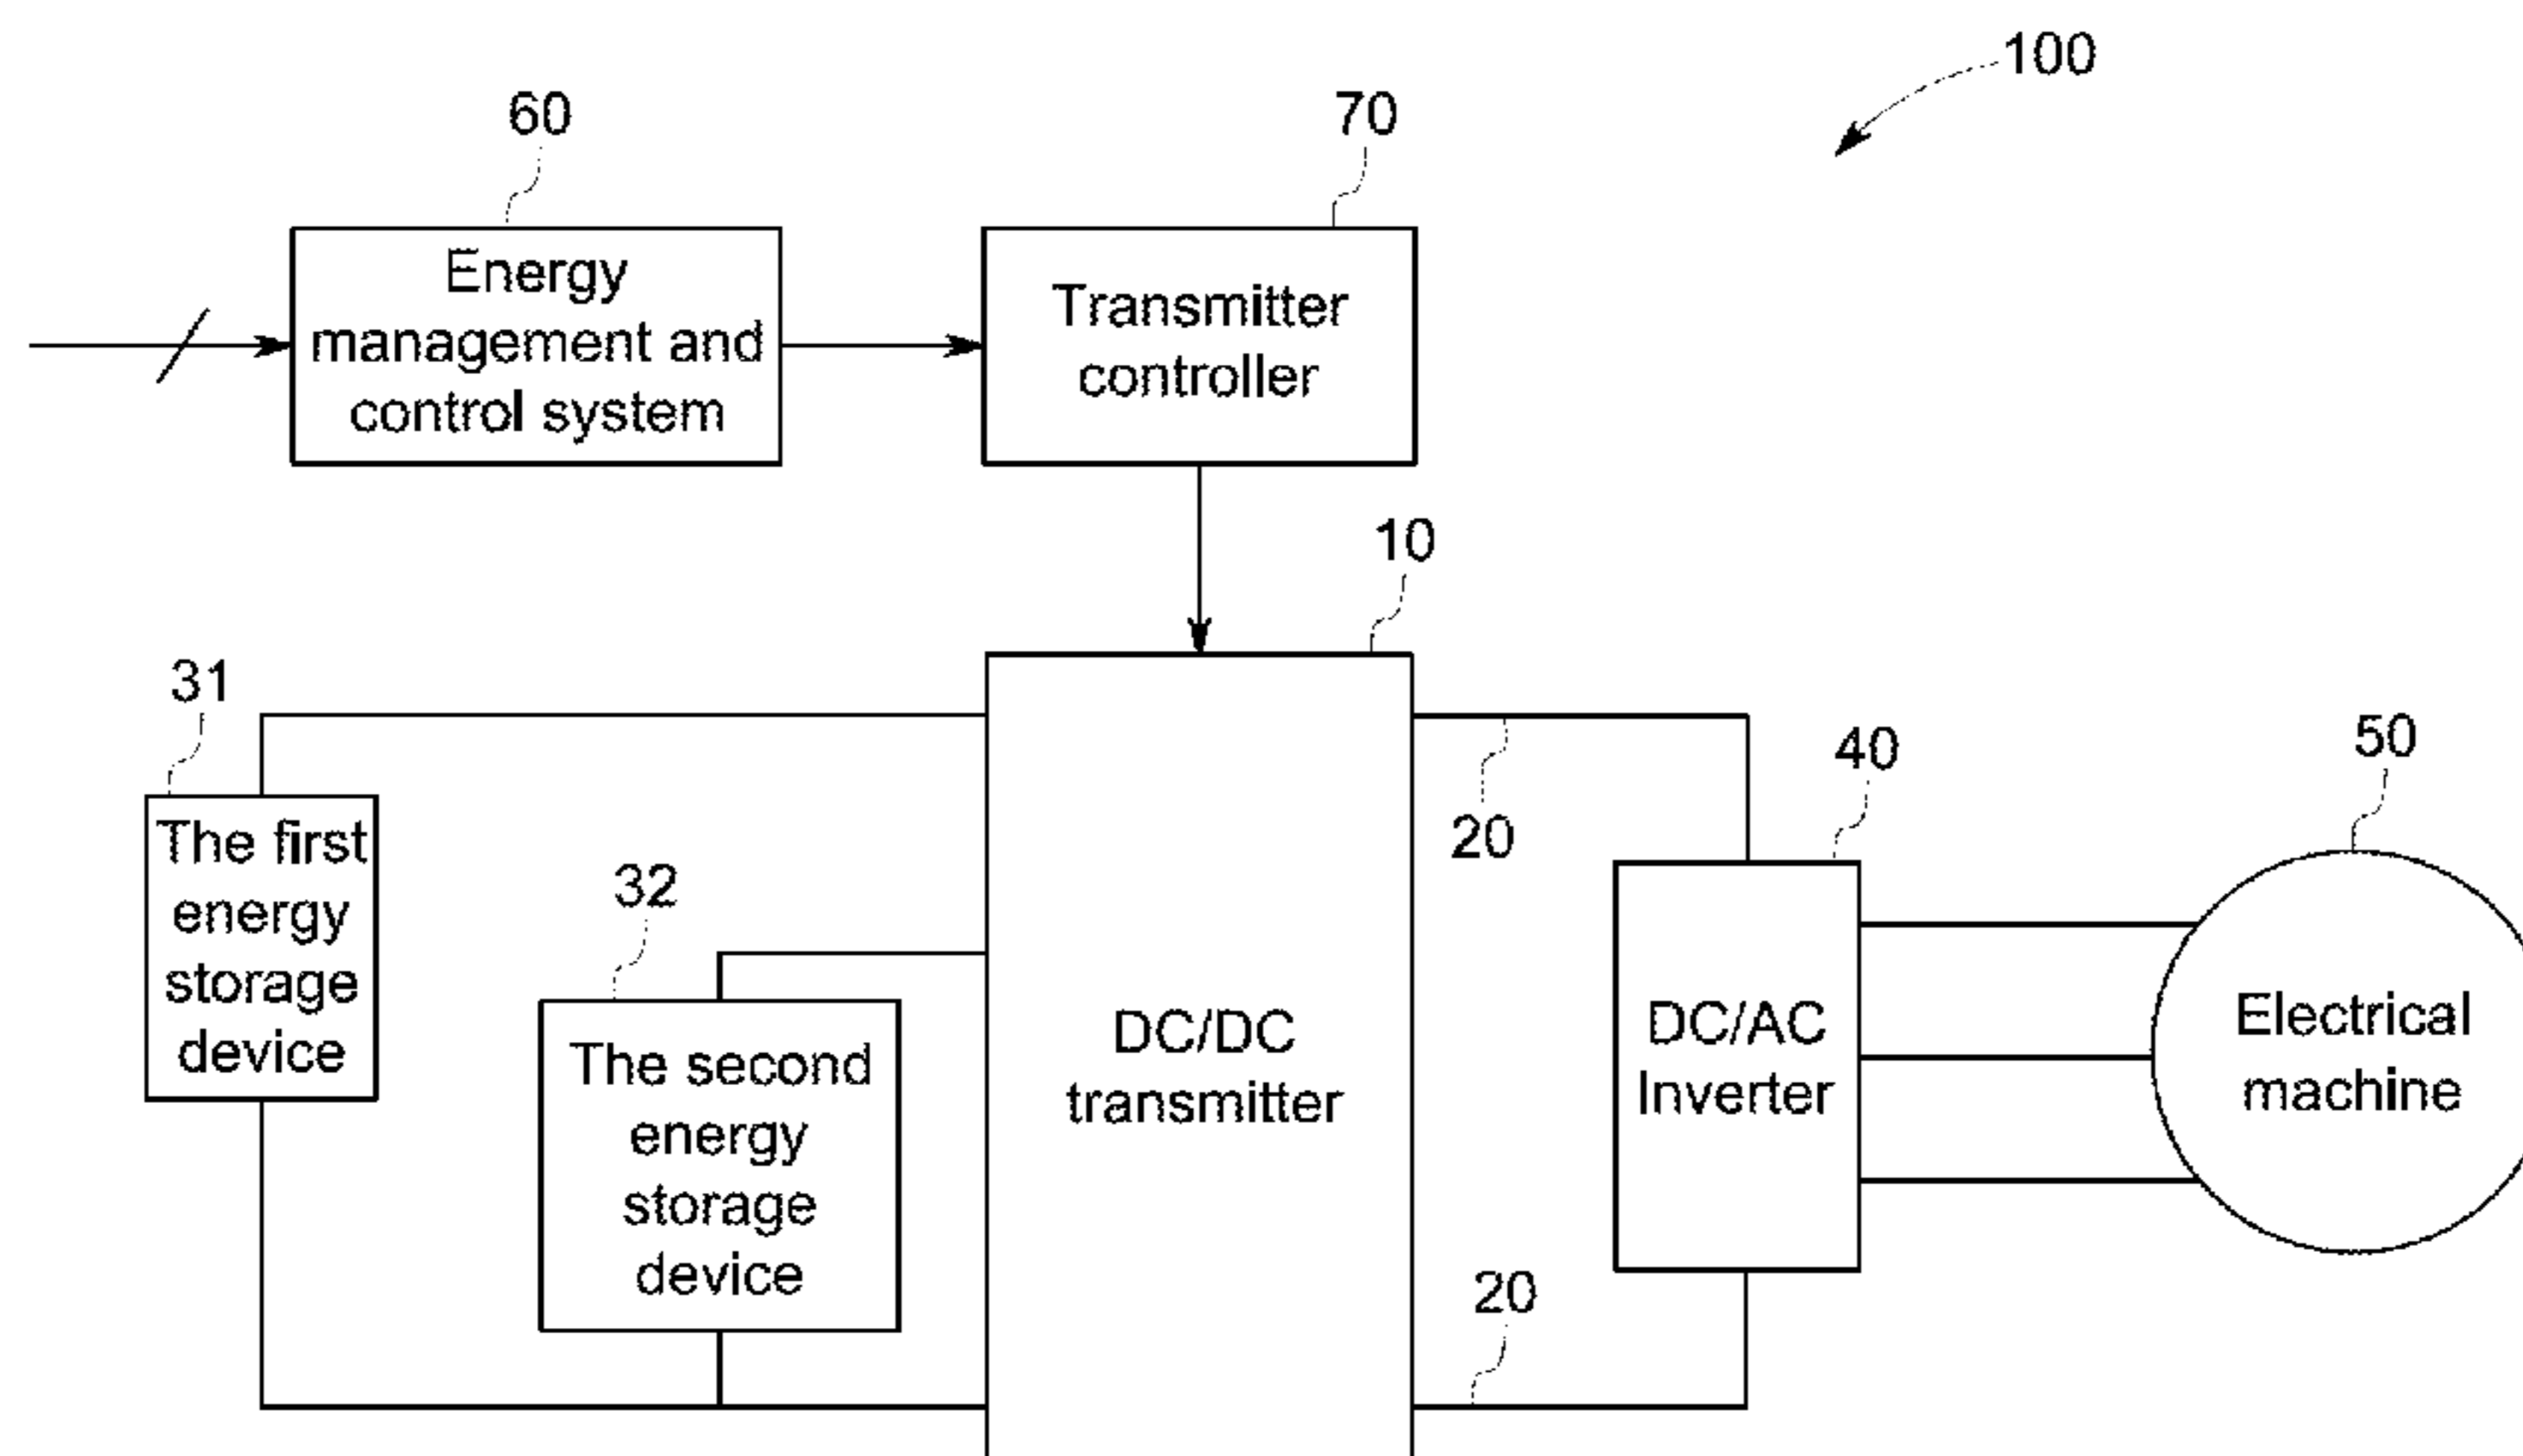 100
60
70
Energy
management and
control system
Transmitter
controller
10
31
20
40
50
The first
energy
storage
device
32
The second
energy
storage
device
DC/DC
transmitter
DC/AC
Inverter
Electrical
machine
20